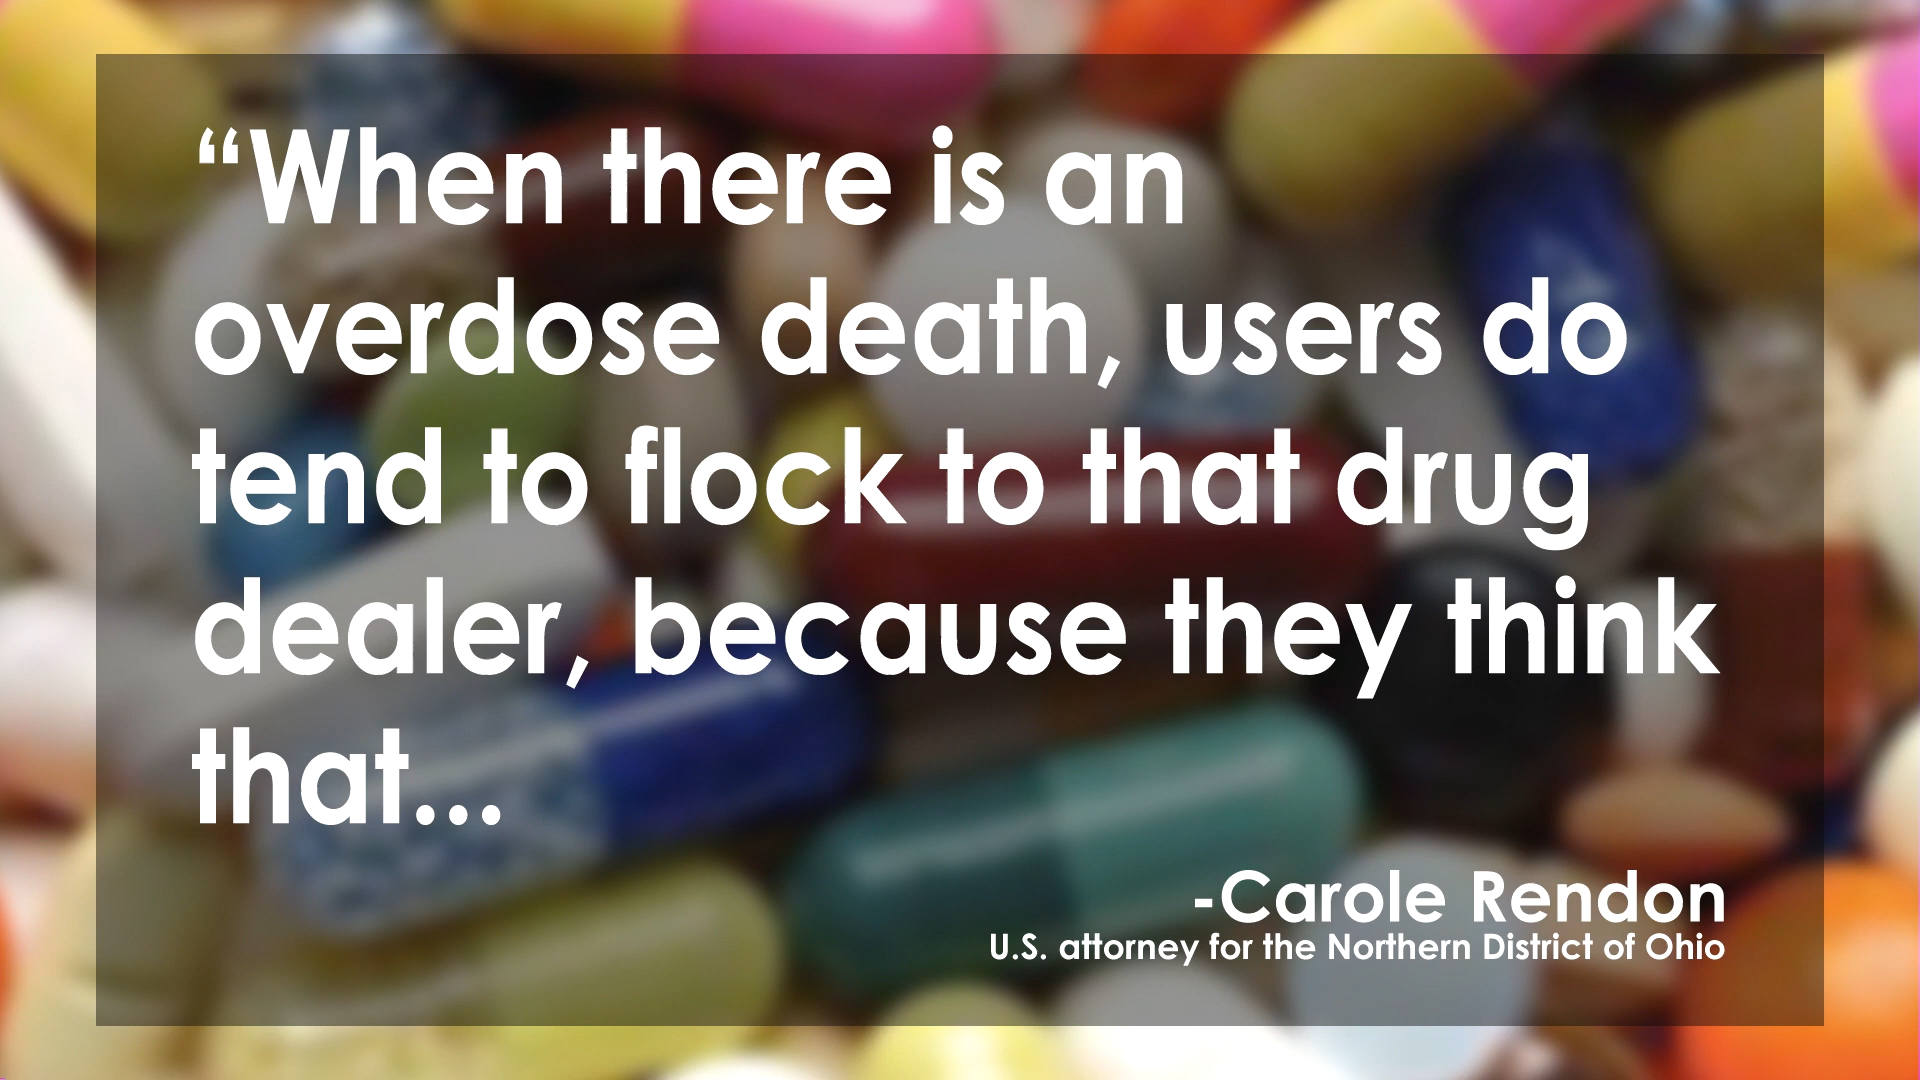 “When there is an
overdose death, users do
tend to flock to that drug
dealer, because they think
that...
-Carole Rendon
U.S. attorney for the Northern District of Ohio